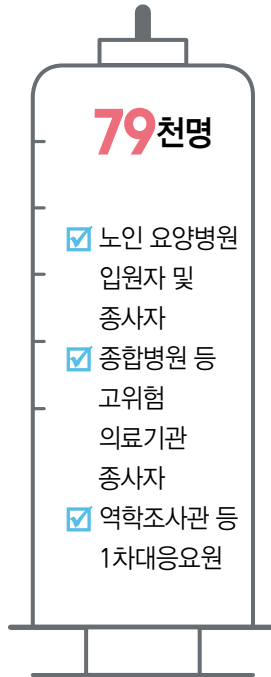 79천명
노인 요양병원
입원자 및
종사자
종합병원 등
고위험
의료기관
종사자
역학조사관 등
1차대응요원